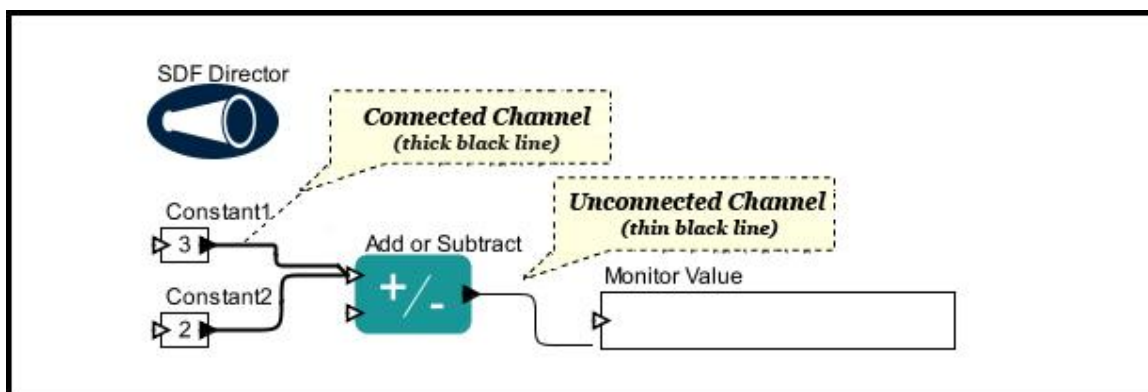 SDF Director
Connected Channel
(thick black line)
Unconnected Channel
(thin black line)
Constant1
3
Add or Subtract
+/-
Monitor Value
Constant2
2